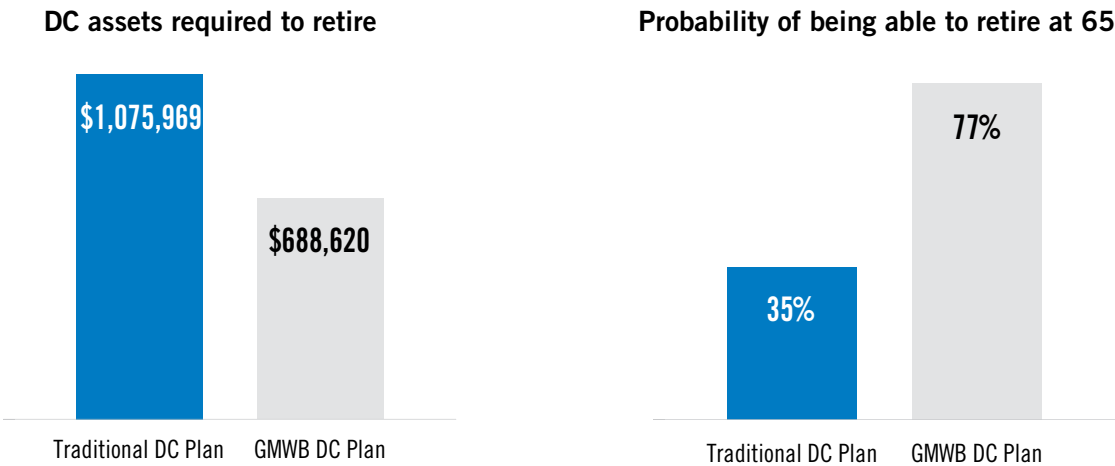 DC assets required to retire
$1,075,969
$688,620
Traditional DC Plan
GMWB DC Plan
Probability of being able to retire at 65
35%
77%
Traditional DC Plan
GMWB DC Plan